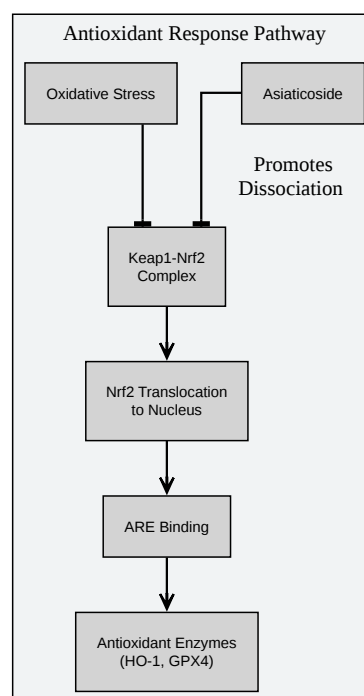 Antioxidant Response Pathway
Oxidative Stress
Asiaticoside
Promotes
Dissociation
Keap1-Nrf2
Complex
Nrf2 Translocation
to Nucleus
ARE Binding
Antioxidant Enzymes
(HO-1, GPX4)